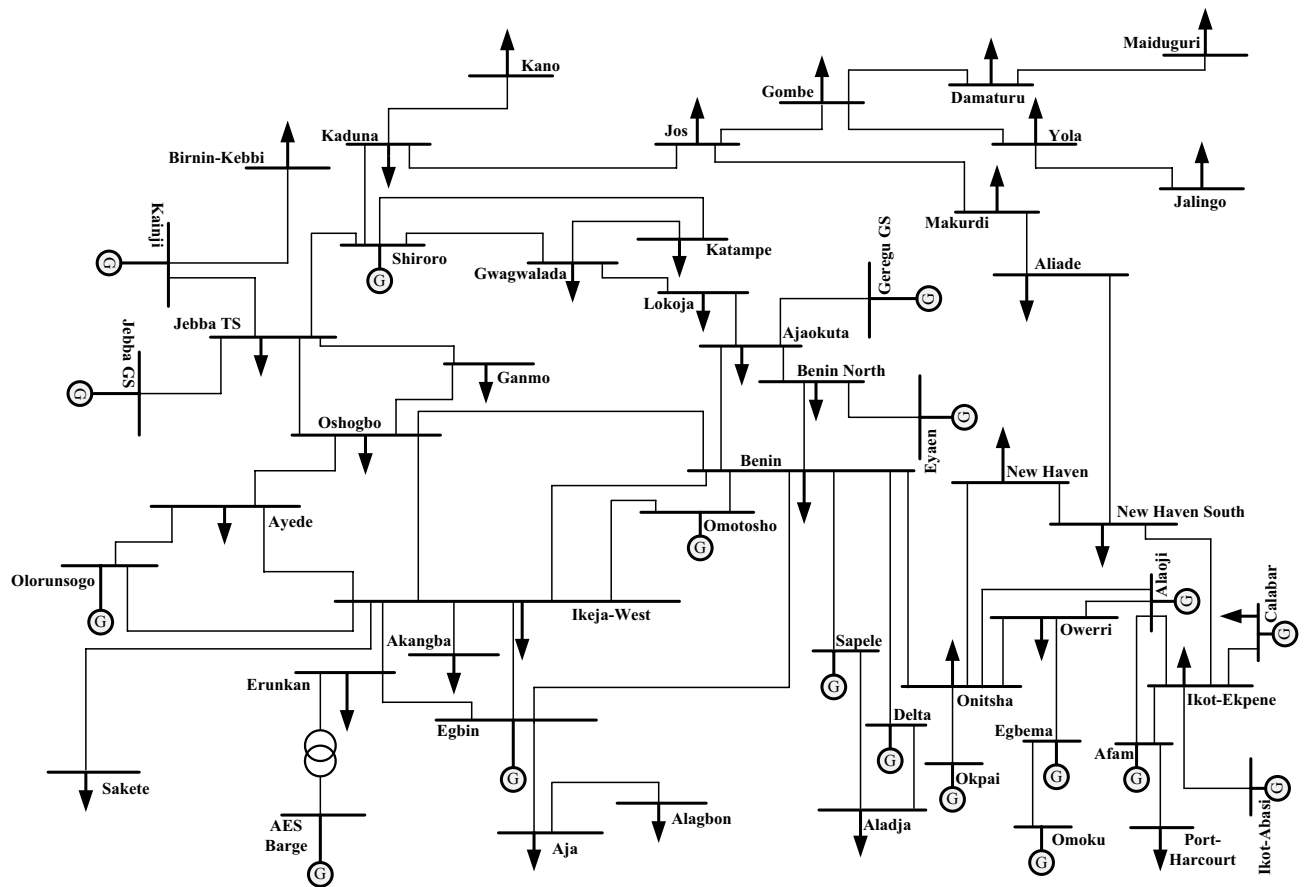 Maiduguri
Kano
Gombe
Damaturu
Kaduna
Jos
Yola
Birnin-Kebbi
Jalingo
Kainji
Makurdi
G
Shiroro
G
Katampe
Gwagwalada
Geregu GS
G
Aliade
Lokoja
Jebba TS
Jebba GS
G
Ajaokuta
Ganmo
Benin North
Eyaen
G
Oshogbo
Benin
New Haven
Ayede
Omotosho
G
New Haven South
Olorunsogo
G
Ikeja-West
Alaoji
G
Calabar
G
Akangba
Sapele
G
Owerri
Erunkan
Onitsha
Ikot-Ekpene
Egbin
G
Delta
G
Egbema
G
Afam
G
Okpai
G
Sakete
Ikot-Abasi
G
AES
Barge
G
Aja
Alagbon
Aladja
Omoku
G
Port-
Harcourt